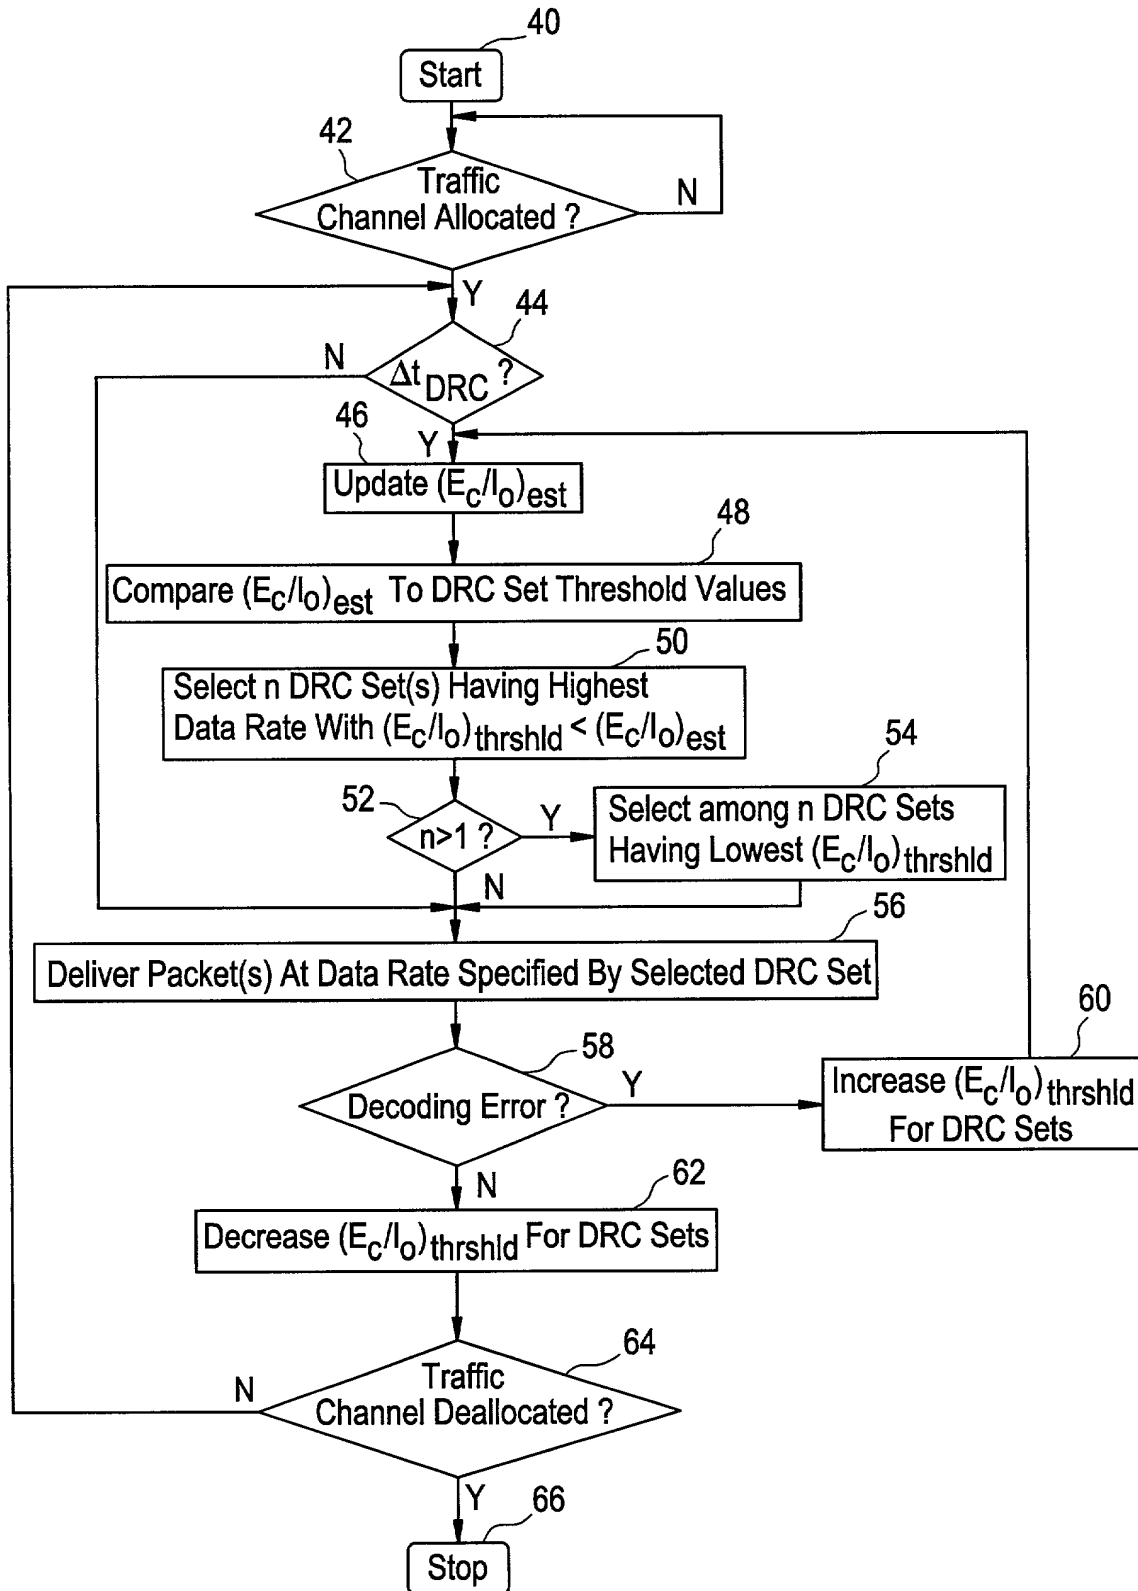 40
Start
42
Traffic
Channel Allocated ?
N
Y
44
N
Δt DRC ?
46
Y
Update (Ec/Io)est
48
Compare (Ec/Io)est To DRC Set Threshold Values
50
Select n DRC Set(s) Having Highest
Data Rate With (Ec/Io)thrshld < (Ec/Io)est
54
52
n>1 ?
Y
Select among n DRC Sets
Having Lowest (Ec/Io)thrshld
N
56
Deliver Packet(s) At Data Rate Specified By Selected DRC Set
58
Decoding Error ?
Y
60
Increase (Ec/Io)thrshld
For DRC Sets
N
62
Decrease (Ec/Io)thrshld For DRC Sets
64
N
Traffic
Channel Deallocated ?
Y
66
Stop